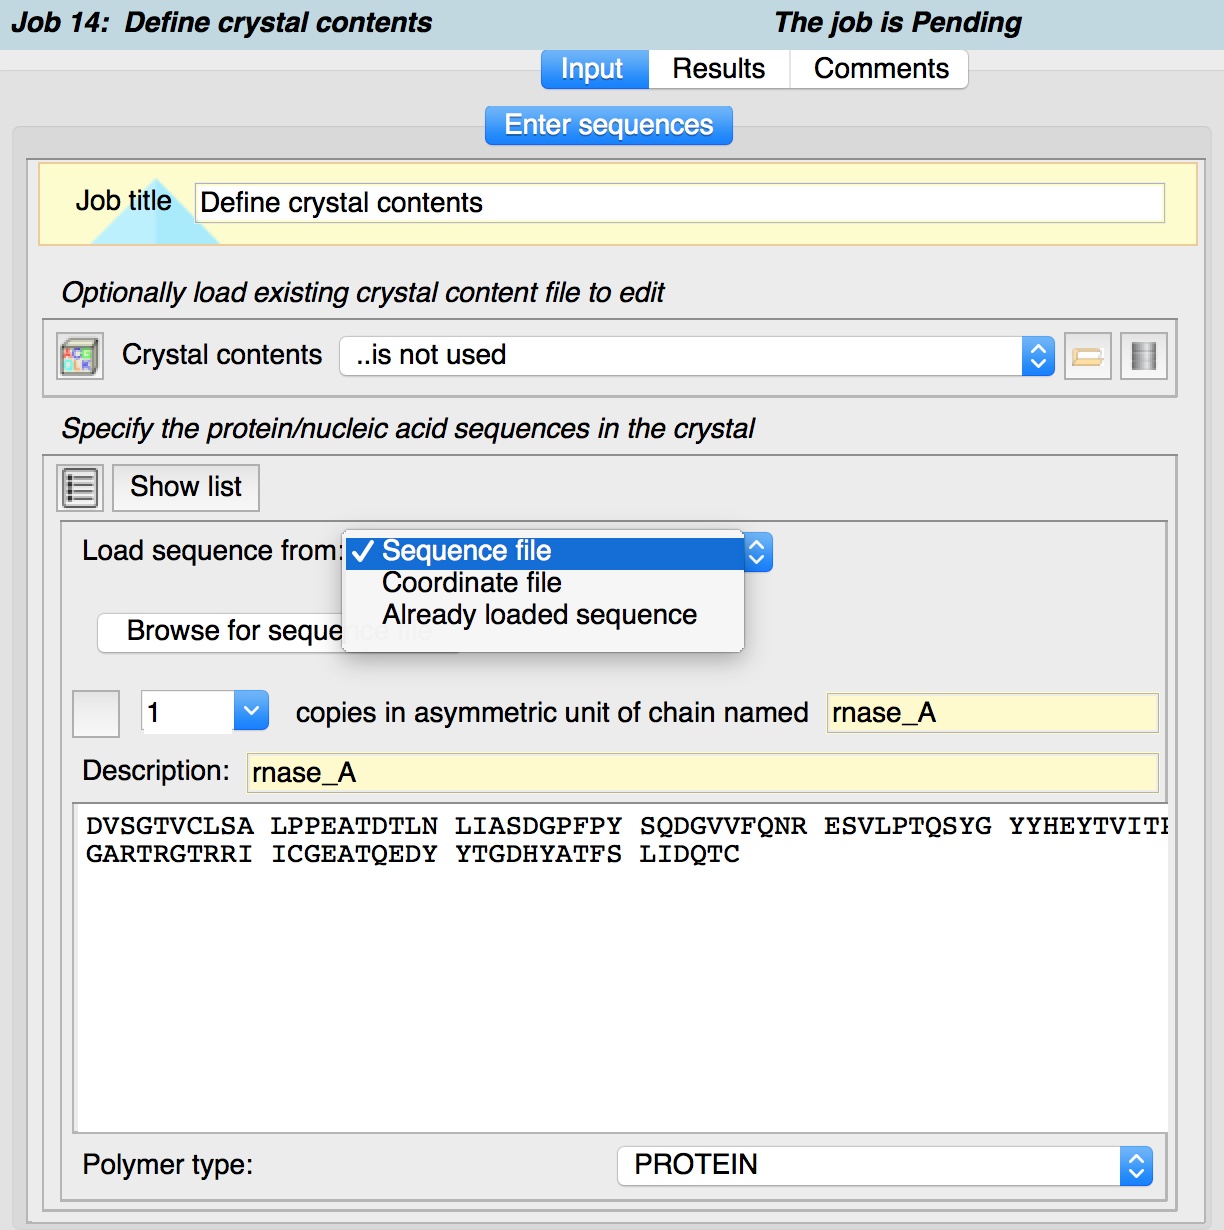 Job 14: Define crystal contents The job is Pending
Input Results Comments
Enter sequences
Job title Define crystal contents
Optionally load existing crystal content file to edit
Crystal contents ..is not used
Specify the protein/nucleic acid sequences in the crystal
Show list
Load sequence from: ✓ Sequence file
Coordinate file
Already loaded sequence
Browse for sequence file
1 copies in asymmetric unit of chain named rnase_A
Description: rnase_A
DVSGTVCLSA LPPEATDTLN LIASDGPFPY SQDGVVFQNR ESVLPTQSYG YYHEYTVIT
GARTRGTRRI ICGEATQEDY YTGDHYATFS LIDQTC
Polymer type: PROTEIN